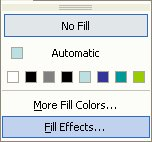 No Fill
Automatic
More Fill Colors...
Fill Effects...